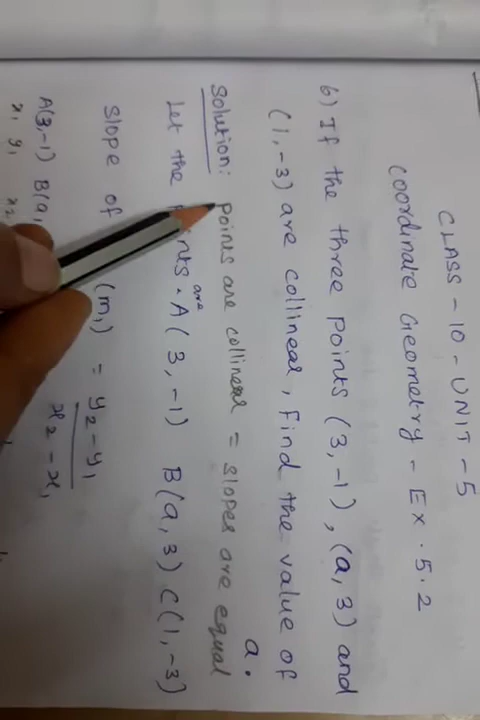 CLASS - 10 - UNIT - 5
Coordinate Geometry - Ex. 5.2
6) If the three points (3, -1), (a, 3) and
(1, -3) are collinear, find the value of
a.
Solution: points are collinear = slopes are equal
Let the are A(3, -1) B(a, 3) C(1, -3)
Slope of (m₁) = y₂ - y₁
x₂ - x₁
A(3, -1) B(a,
x₁ y₁ x₂